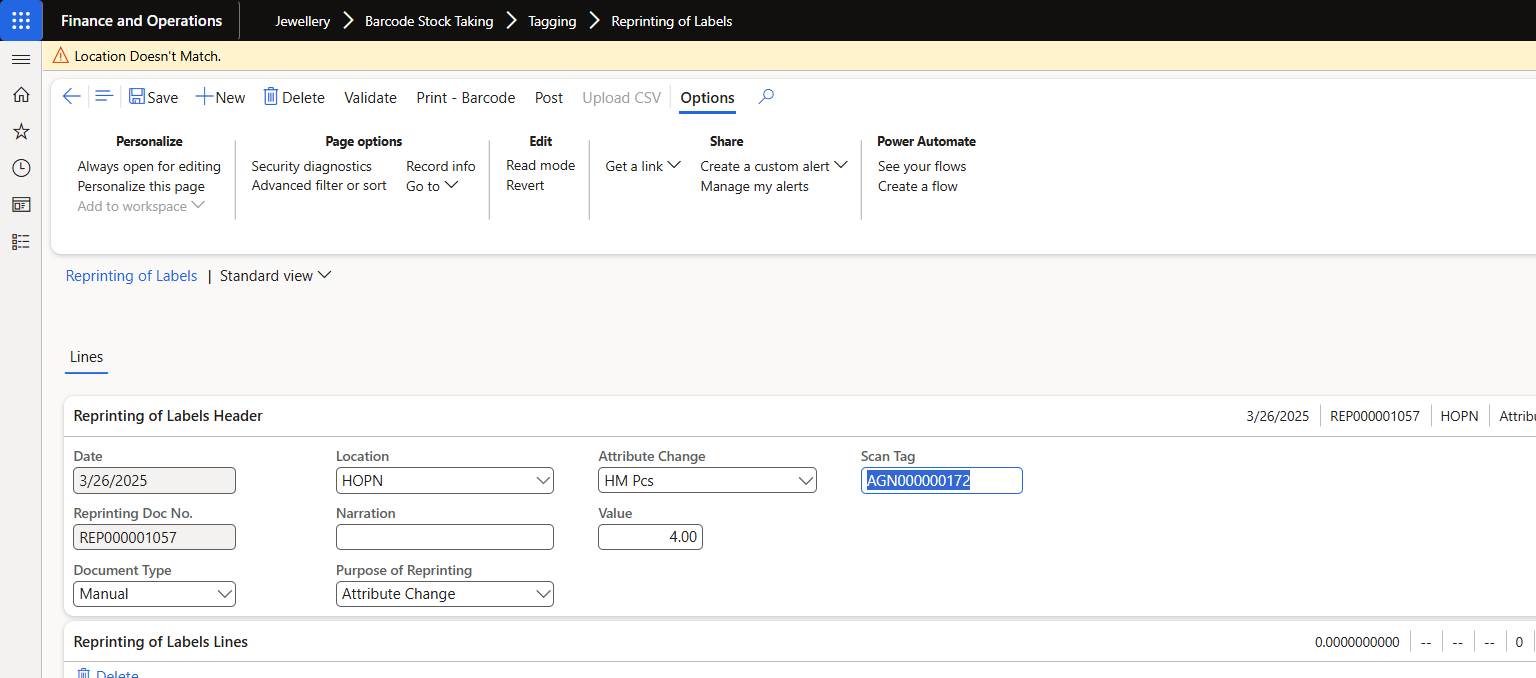 Finance and Operations
Jewellery > Barcode Stock Taking > Tagging > Reprinting of Labels
Location Doesn't Match.
Save New Delete Validate Print - Barcode Post Upload CSV Options
Personalize
Always open for editing
Personalize this page
Add to workspace
Page options
Security diagnostics Record info
Advanced filter or sort Go to
Edit
Read mode
Revert
Share
Get a link Create a custom alert
Manage my alerts
Power Automate
See your flows
Create a flow
Reprinting of Labels | Standard view
Lines
Reprinting of Labels Header 3/26/2025 REP000001057 HOPN Attribu
Date Location Attribute Change Scan Tag
3/26/2025 HOPN HM Pcs AGN000000172
Reprinting Doc No. Narration Value
REP000001057 4.00
Document Type Purpose of Reprinting
Manual Attribute Change
Reprinting of Labels Lines 0.0000000000 -- -- -- 0
Delete